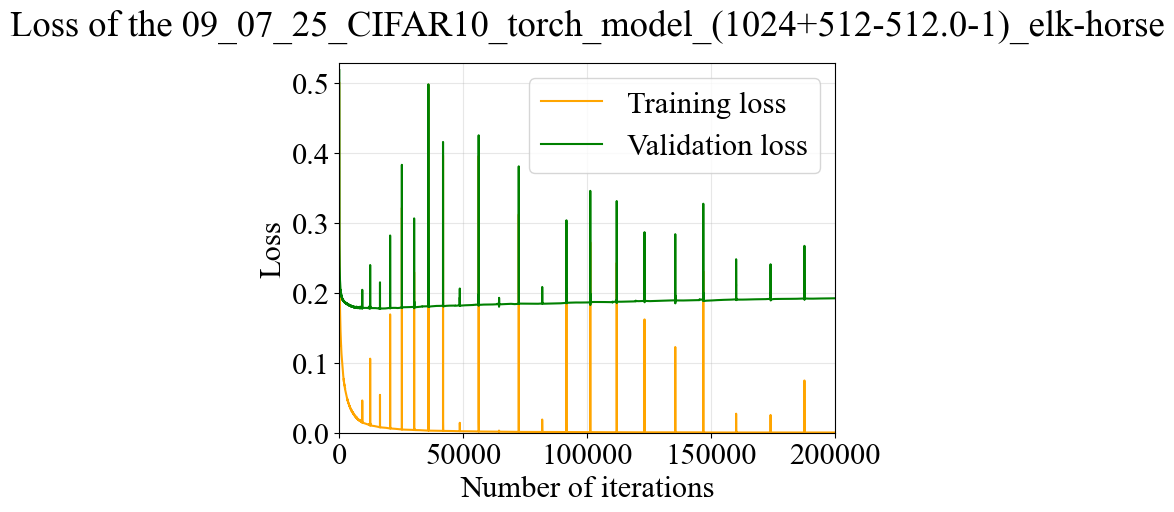 Loss of the 09_07_25_CIFAR10_torch_model_(1024+512-512.0-1)_elk-horse
Training loss
Validation loss
Loss
0.5
0.4
0.3
0.2
0.1
0.0
0
50000
100000
150000
200000
Number of iterations